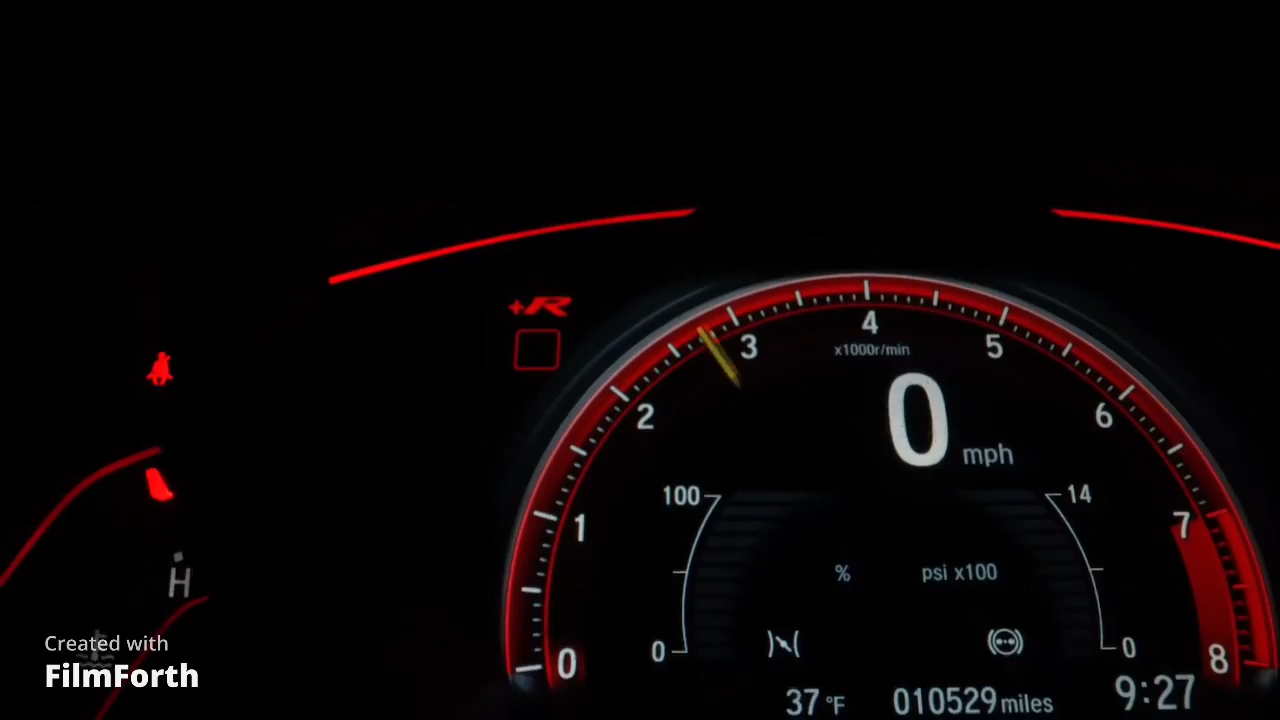 +R
4
x1000r/min
3
5
2
6
0 mph
100
14
1
7
% psi x100
H
0
0
0
8
37 °F 010529 miles 9:27
Created with
FilmForth